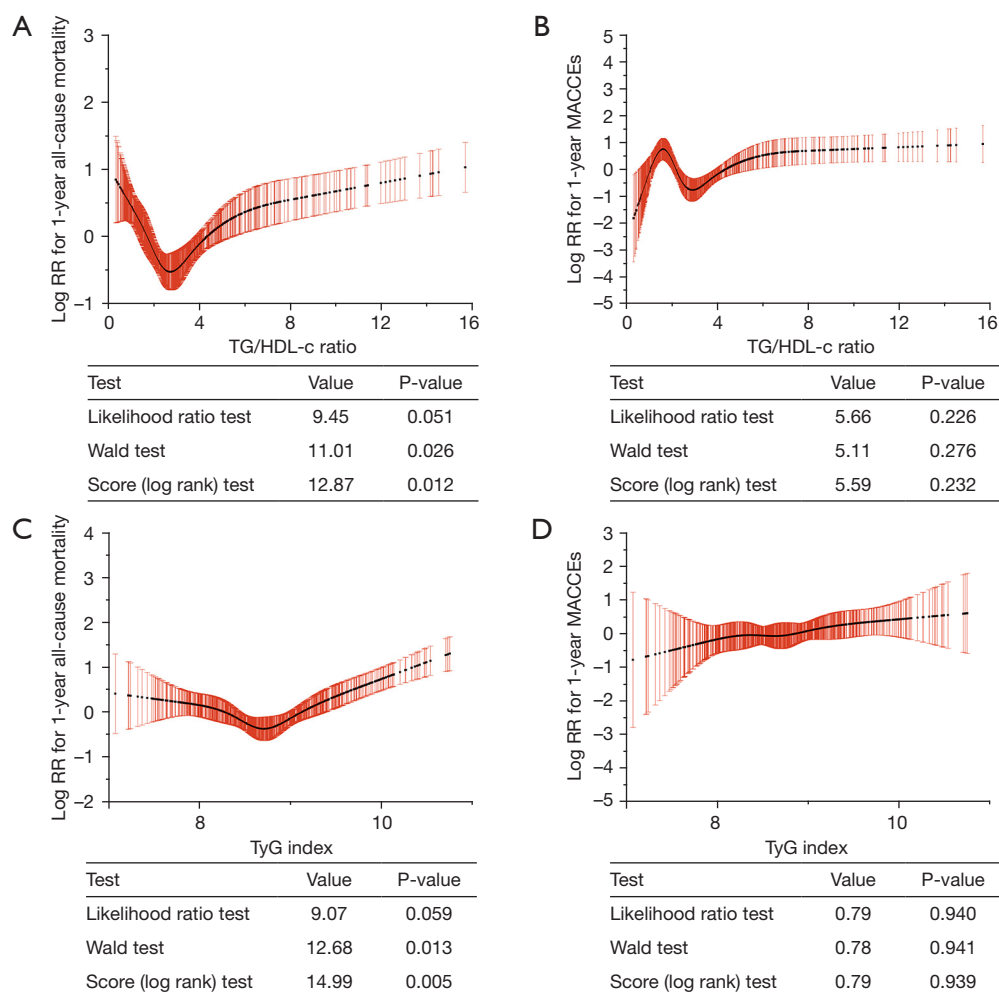 A
Log RR for 1-year all-cause mortality
3
2
1
0
−1
0 4 8 12 16
TG/HDL-c ratio
Test Value P-value
Likelihood ratio test 9.45 0.051
Wald test 11.01 0.026
Score (log rank) test 12.87 0.012
B
Log RR for 1-year MACCEs
5
4
3
2
1
0
−1
−2
−3
−4
−5
0 4 8 12 16
TG/HDL-c ratio
Test Value P-value
Likelihood ratio test 5.66 0.226
Wald test 5.11 0.276
Score (log rank) test 5.59 0.232
C
Log RR for 1-year all-cause mortality
4
3
2
1
0
−1
−2
8 10
TyG index
Test Value P-value
Likelihood ratio test 9.07 0.059
Wald test 12.68 0.013
Score (log rank) test 14.99 0.005
D
Log RR for 1-year MACCEs
3
2
1
0
−1
−2
−3
−4
−5
8 10
TyG index
Test Value P-value
Likelihood ratio test 0.79 0.940
Wald test 0.78 0.941
Score (log rank) test 0.79 0.939